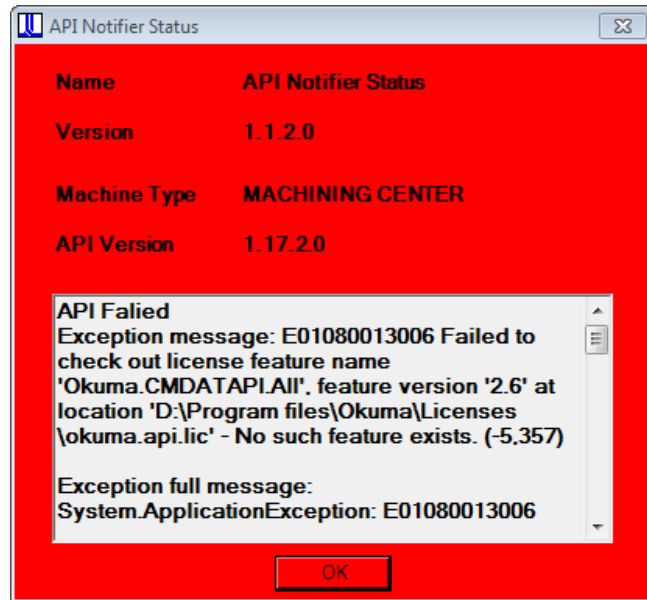 API Notifier Status
Name API Notifier Status
Version 1.1.2.0
Machine Type MACHINING CENTER
API Version 1.17.2.0
API Falied
Exception message: E01080013006 Failed to
check out license feature name
'Okuma.CMDATAPI.All', feature version '2.6' at
location 'D:\Program files\Okuma\Licenses
\okuma.api.lic' - No such feature exists. (-5,357)
Exception full message:
System.ApplicationException: E01080013006
OK